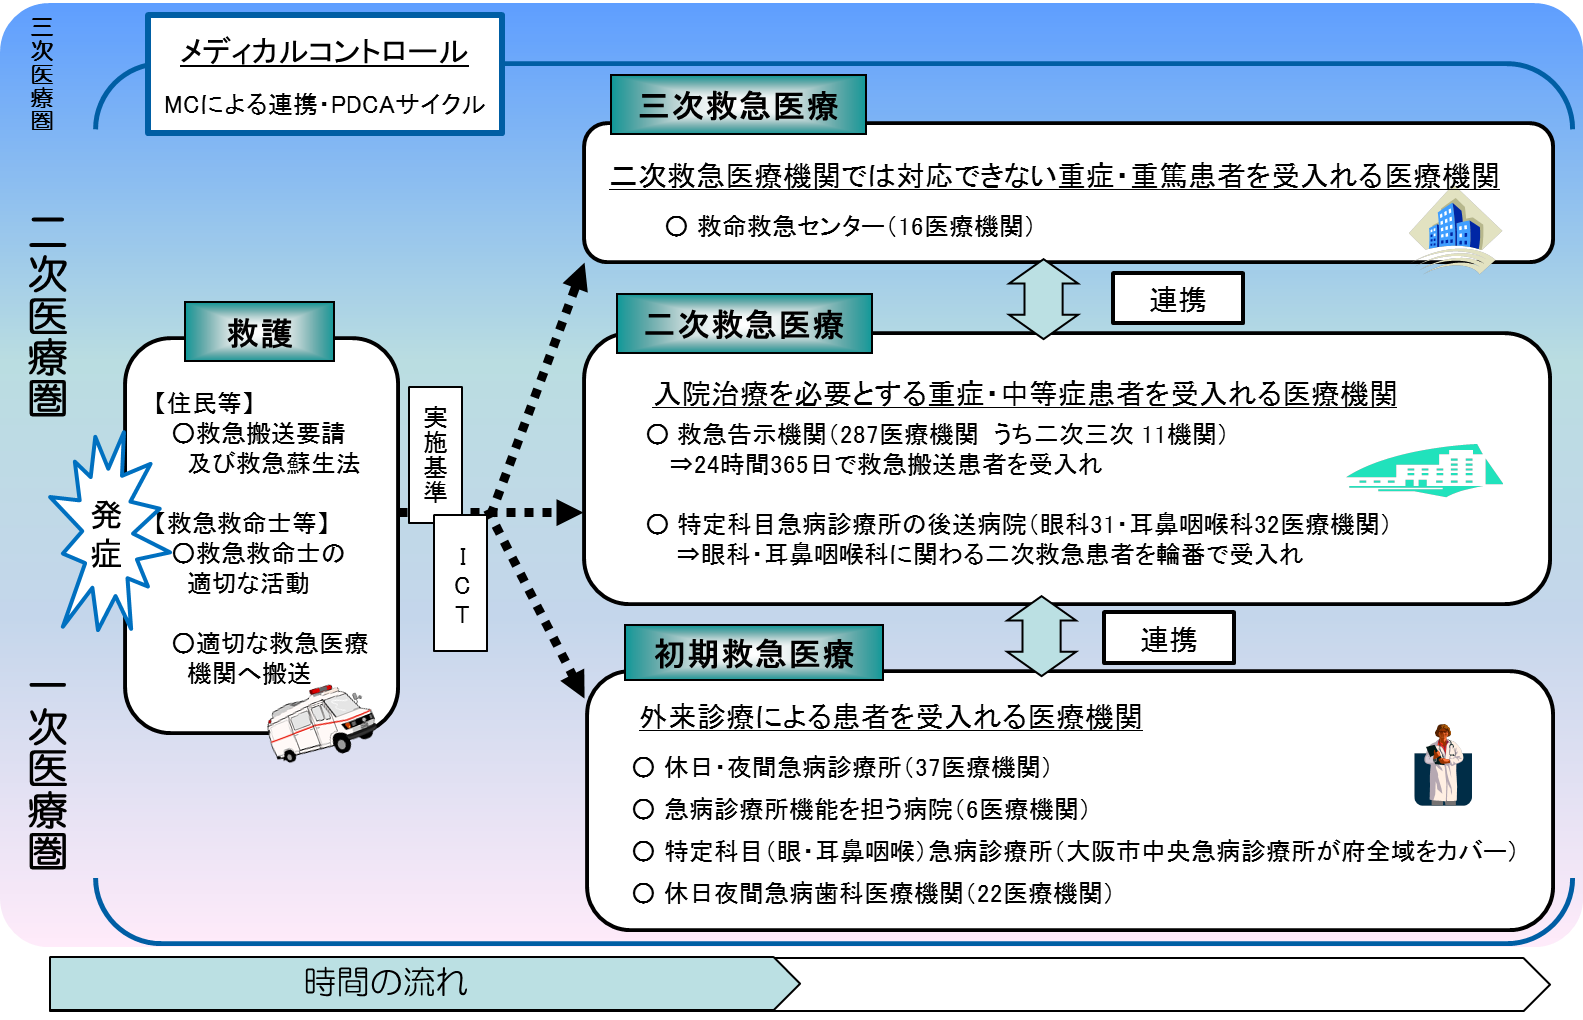 三次医療圏
メディカルコントロール
MCによる連携・PDCAサイクル
三次救急医療
二次救急医療機関では対応できない重症・重篤患者を受入れる医療機関
〇 救命救急センター（16医療機関）
連携
二次医療圏
救護
【住民等】
〇救急搬送要請
及び救急蘇生法
【救急救命士等】
〇救急救命士の
適切な活動
〇適切な救急医療
機関へ搬送
発症
実施基準
ICT
二次救急医療
入院治療を必要とする重症・中等症患者を受入れる医療機関
〇 救急告示機関（287医療機関 うち二次三次 11機関）
⇒24時間365日で救急搬送患者を受入れ
〇 特定科目急病診療所の後送病院（眼科31・耳鼻咽喉科32医療機関）
⇒眼科・耳鼻咽喉科に関わる二次救急患者を輪番で受入れ
連携
一次医療圏
初期救急医療
外来診療による患者を受入れる医療機関
〇 休日・夜間急病診療所（37医療機関）
〇 急病診療所機能を担う病院（6医療機関）
〇 特定科目（眼・耳鼻咽喉）急病診療所（大阪市中央急病診療所が府全域をカバー）
〇 休日夜間急病歯科医療機関（22医療機関）
時間の流れ